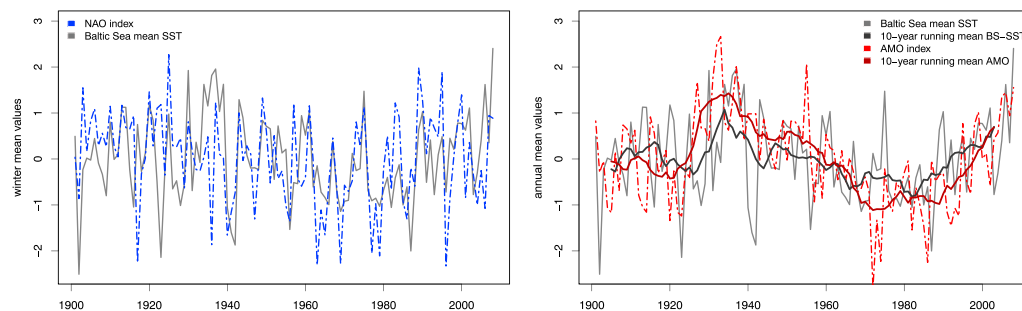 NAO index
Baltic Sea mean SST
winter mean values
3
2
1
0
−1
−2
1900 1920 1940 1960 1980 2000
Baltic Sea mean SST
10−year running mean BS−SST
AMO index
10−year running mean AMO
annual mean values
3
2
1
0
−1
−2
1900 1920 1940 1960 1980 2000